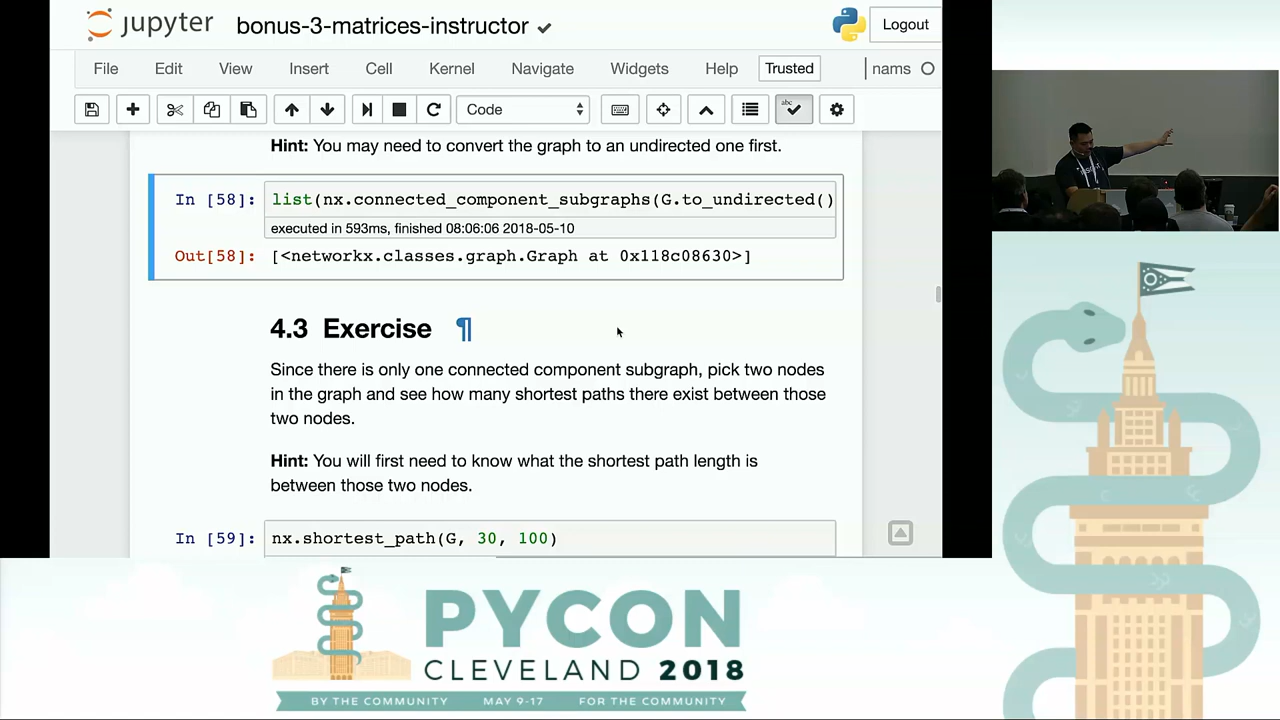 jupyter bonus-3-matrices-instructor
Logout
File Edit View Insert Cell Kernel Navigate Widgets Help Trusted nams
Code
abc
Hint: You may need to convert the graph to an undirected one first.
In [58]: list(nx.connected_component_subgraphs(G.to_undirected()
executed in 593ms, finished 08:06:06 2018-05-10
Out[58]: [<networkx.classes.graph.Graph at 0x118c08630>]
4.3 Exercise ¶
Since there is only one connected component subgraph, pick two nodes
in the graph and see how many shortest paths there exist between those
two nodes.
Hint: You will first need to know what the shortest path length is
between those two nodes.
In [59]: nx.shortest_path(G, 30, 100)
PYCON
CLEVELAND 2018
BY THE COMMUNITY MAY 9-17 FOR THE COMMUNITY